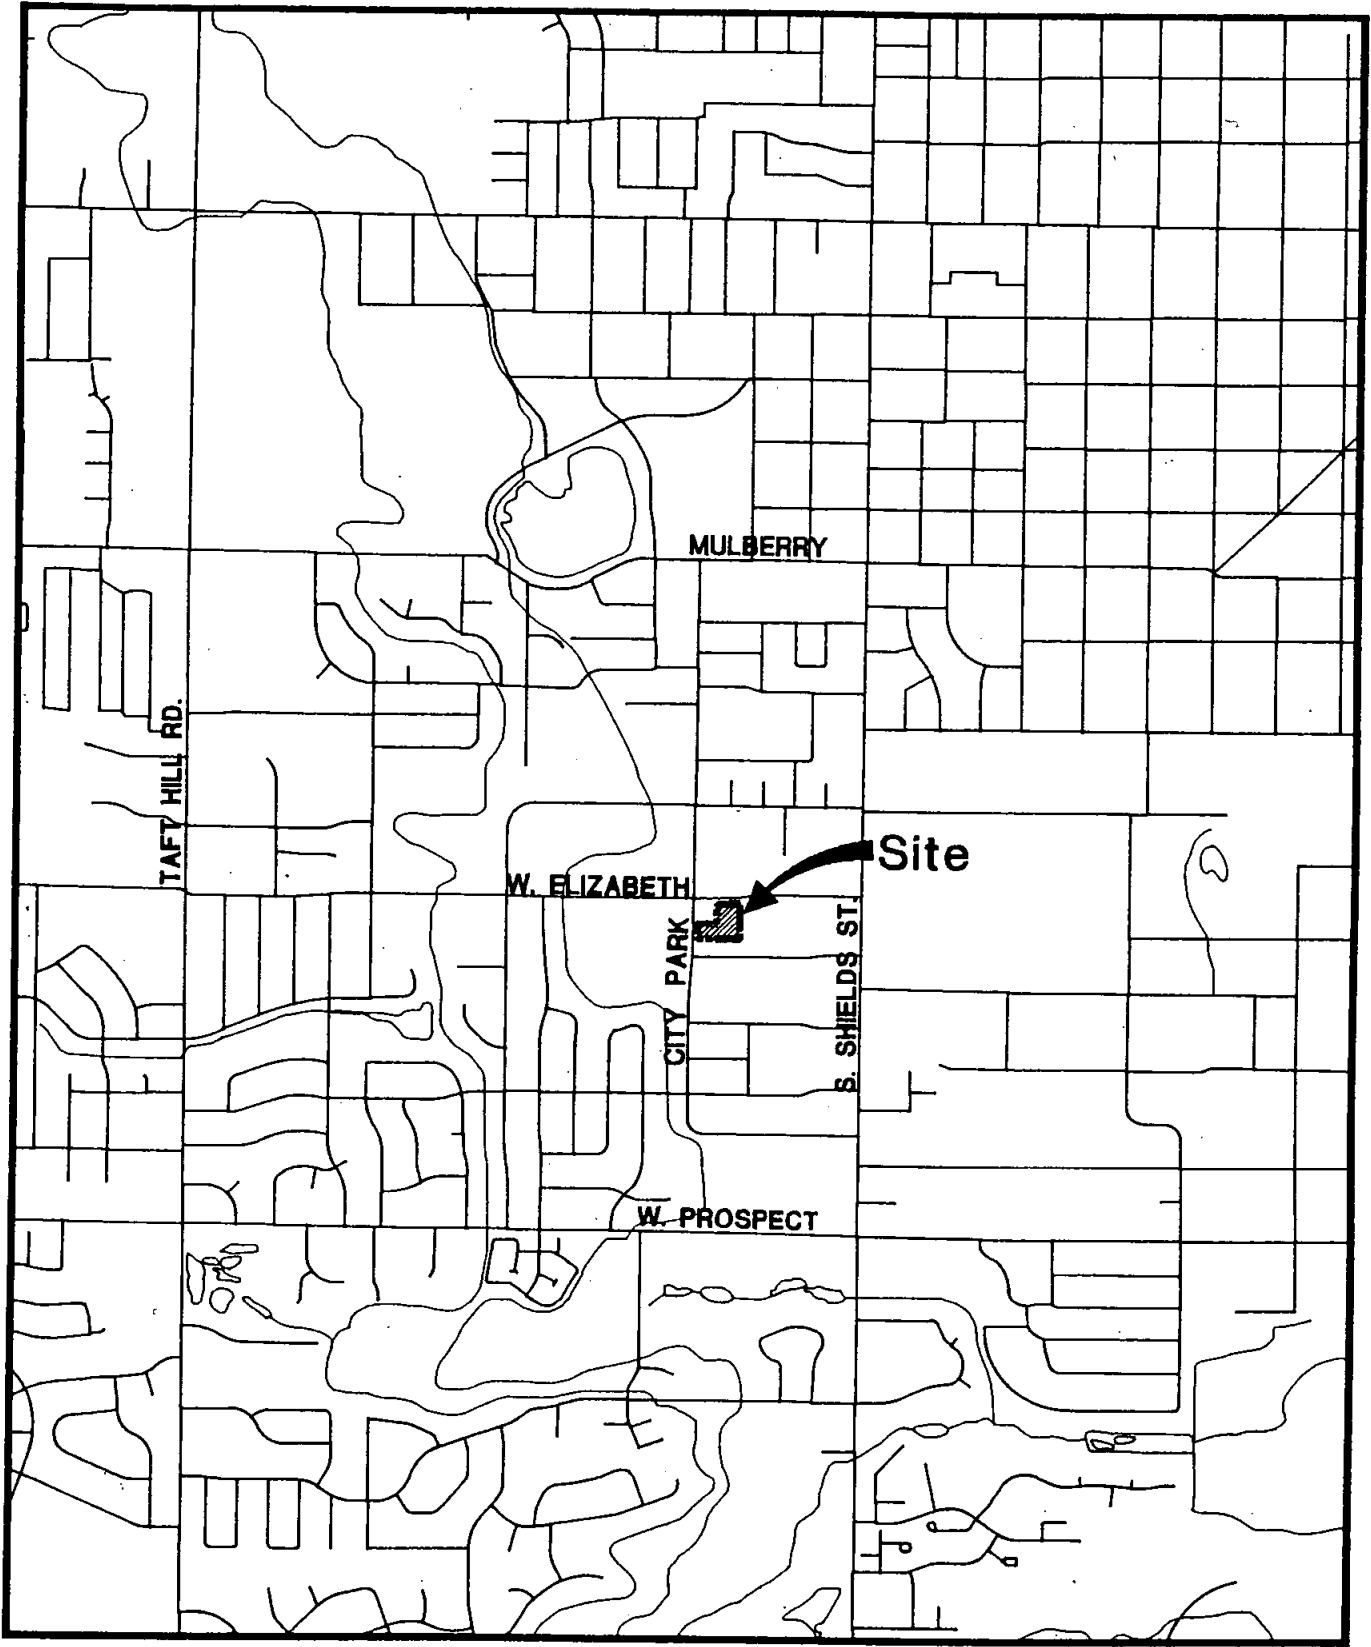 MULBERRY
TAFT HILL RD.
Site
W. ELIZABETH
CITY PARK
S. SHIELDS ST.
W. PROSPECT